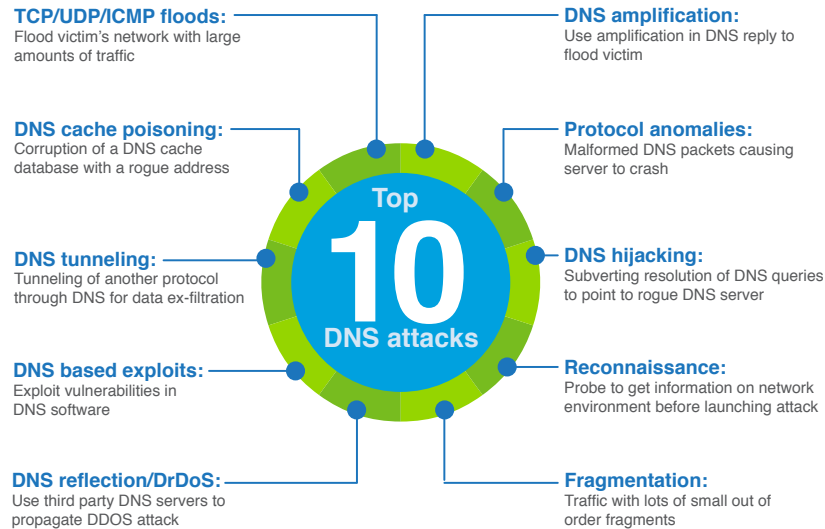 TCP/UDP/ICMP floods:
Flood victim's network with large
amounts of traffic
DNS cache poisoning:
Corruption of a DNS cache
database with a rogue address
DNS tunneling:
Tunneling of another protocol
through DNS for data ex-filtration
DNS based exploits:
Exploit vulnerabilities in
DNS software
DNS reflection/DrDoS:
Use third party DNS servers to
propagate DDOS attack
Top
10
DNS attacks
DNS amplification:
Use amplification in DNS reply to
flood victim
Protocol anomalies:
Malformed DNS packets causing
server to crash
DNS hijacking:
Subverting resolution of DNS queries
to point to rogue DNS server
Reconnaissance:
Probe to get information on network
environment before launching attack
Fragmentation:
Traffic with lots of small out of
order fragments